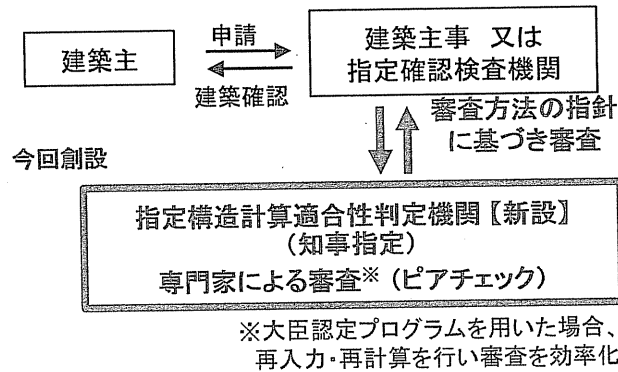 建築主
申請
建築確認
建築主事 又は
指定確認検査機関
審査方法の指針
に基づき審査
今回創設
指定構造計算適合性判定機関【新設】
(知事指定)
専門家による審査※ (ピアチェック)
※大臣認定プログラムを用いた場合、
再入力・再計算を行い審査を効率化